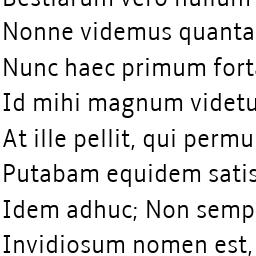 Bestiarum vero nullum
Nonne videmus quanta
Nunc haec primum fort
Id mihi magnum videtu
At ille pellit, qui permu
Putabam equidem satis
Idem adhuc; Non semp
Invidiosum nomen est,